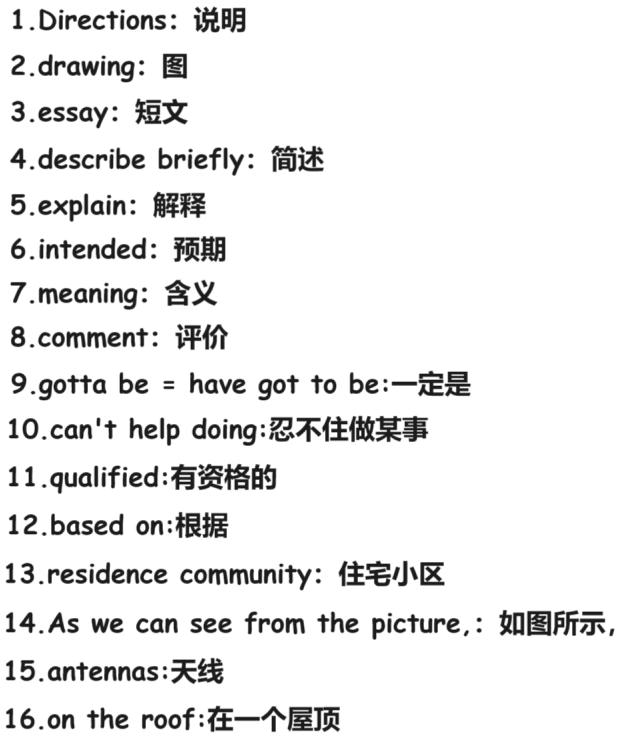 1.Directions：说明
2.drawing：图
3.essay：短文
4.describe briefly：简述
5.explain：解释
6.intended：预期
7.meaning：含义
8.comment：评价
9.gotta be = have got to be:一定是
10.can't help doing:忍不住做某事
11.qualified:有资格的
12.based on:根据
13.residence community：住宅小区
14.As we can see from the picture,：如图所示,
15.antennas:天线
16.on the roof:在一个屋顶